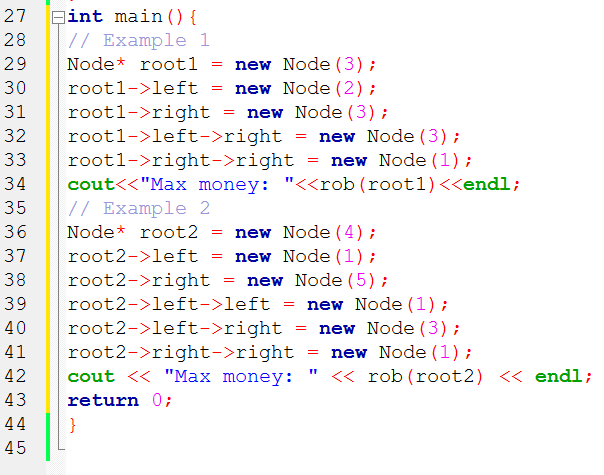 27 int main(){
28 // Example 1
29 Node* root1 = new Node(3);
30 root1->left = new Node(2);
31 root1->right = new Node(3);
32 root1->left->right = new Node(3);
33 root1->right->right = new Node(1);
34 cout<<"Max money: "<<rob(root1)<<endl;
35 // Example 2
36 Node* root2 = new Node(4);
37 root2->left = new Node(1);
38 root2->right = new Node(5);
39 root2->left->left = new Node(1);
40 root2->left->right = new Node(3);
41 root2->right->right = new Node(1);
42 cout << "Max money: " << rob(root2) << endl;
43 return 0;
44 }
45